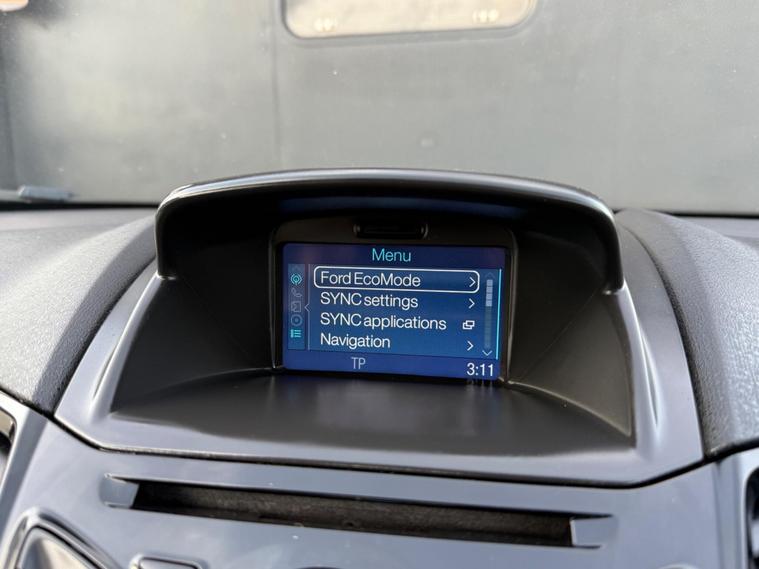 Menu
Ford EcoMode
SYNC settings
SYNC applications
Navigation
TP
3:11